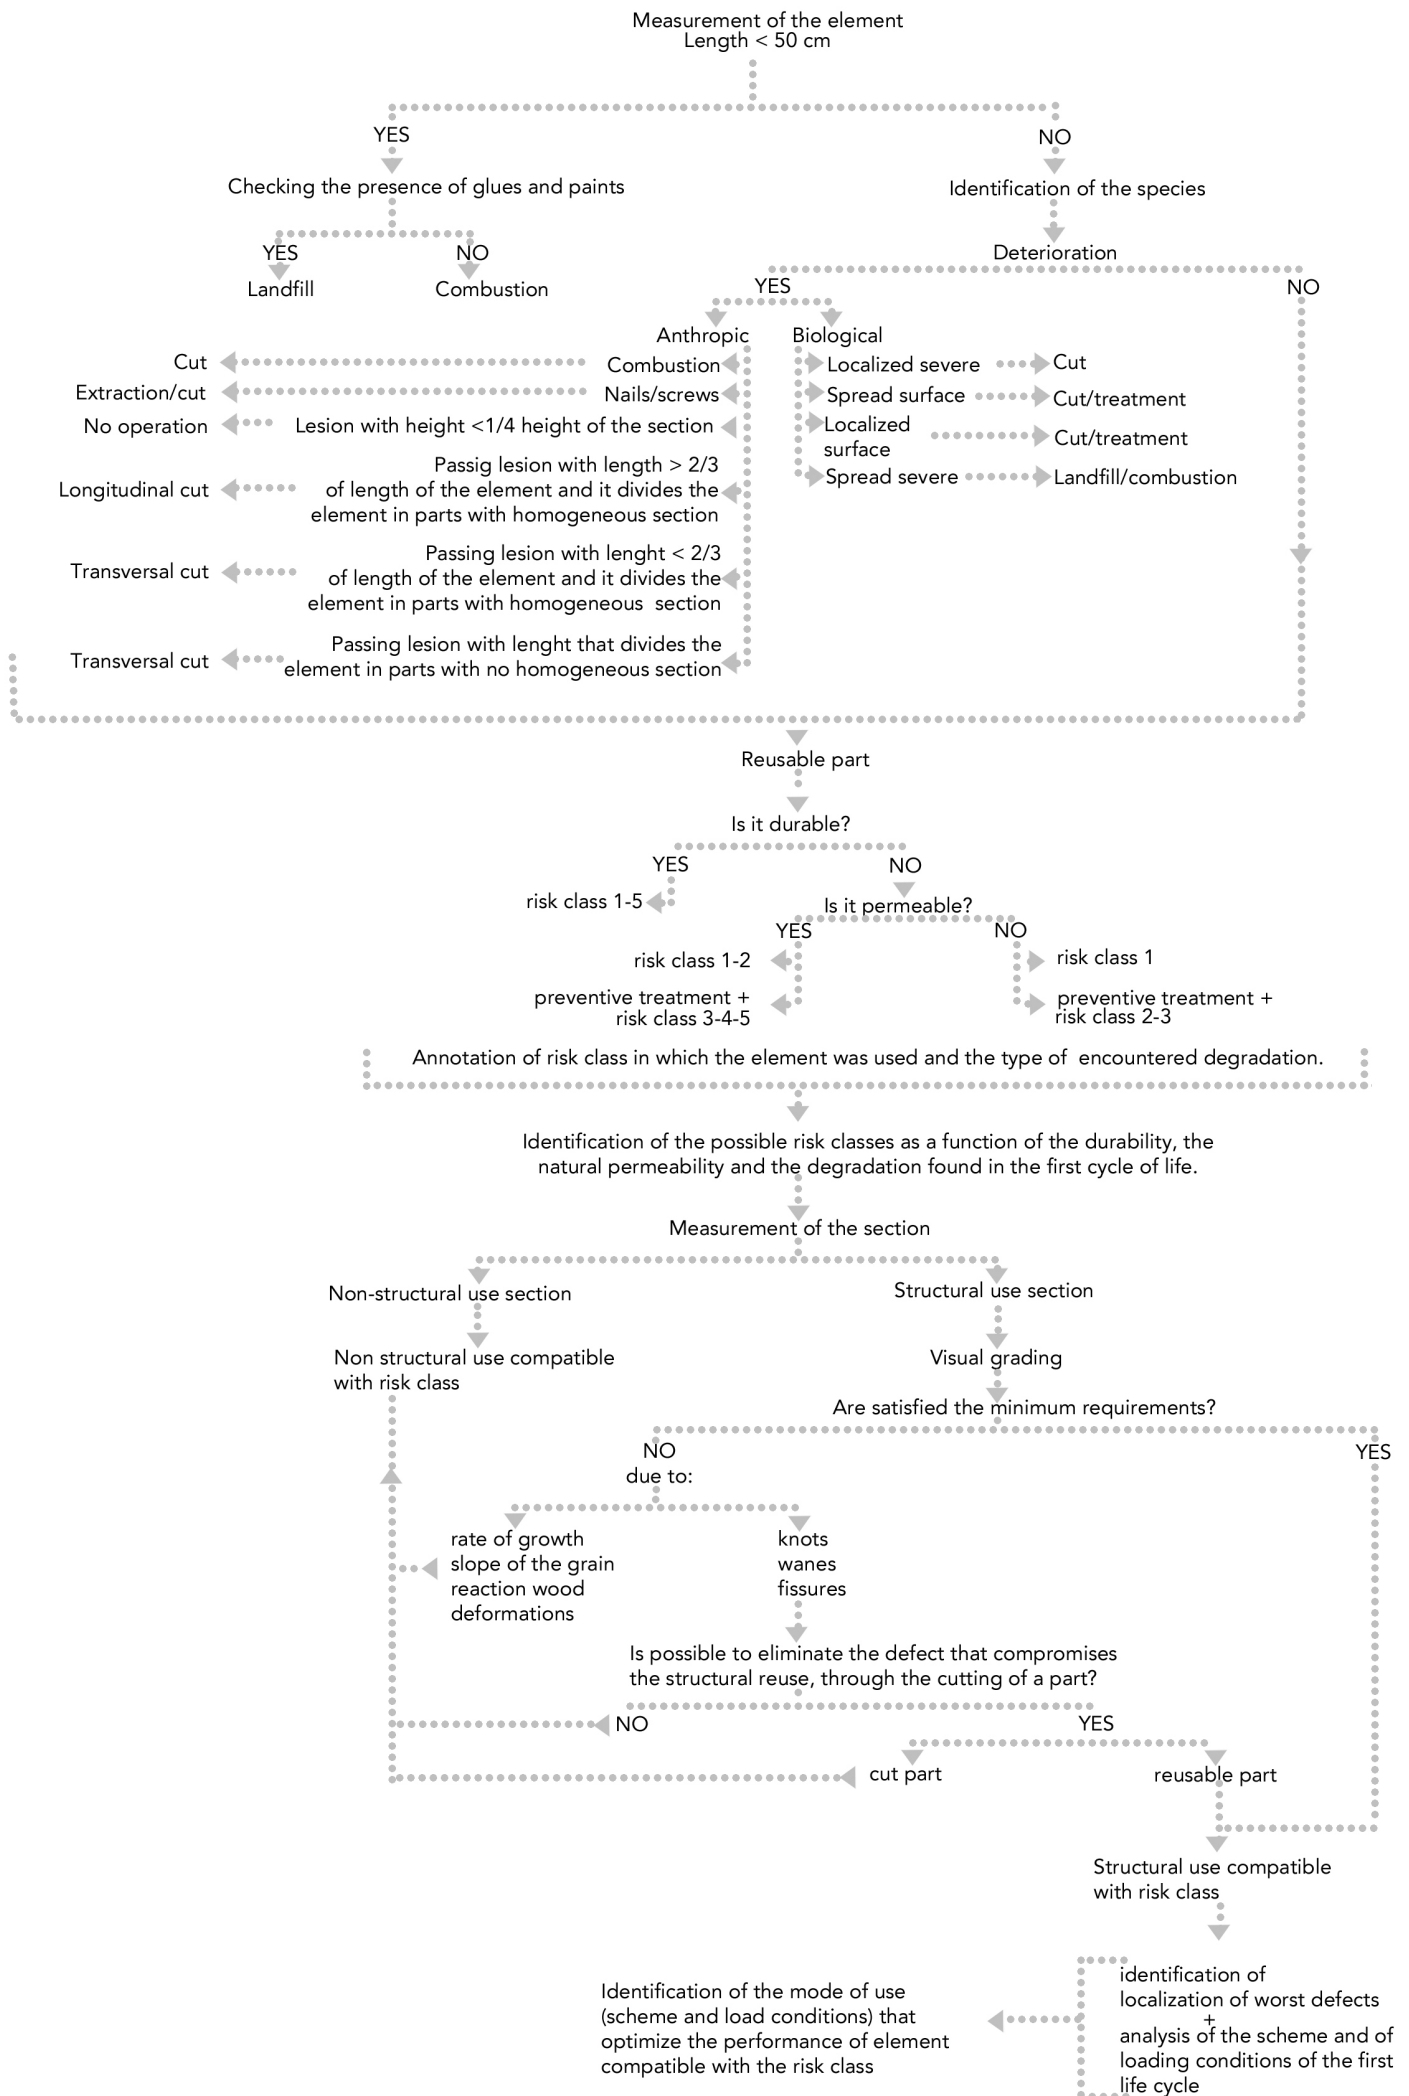 Measurement of the element
Length < 50 cm
YES
NO
Checking the presence of glues and paints
Identification of the species
YES
NO
Landfill
Combustion
Deterioration
YES
NO
Anthropic
Biological
Cut
Combustion
Extraction/cut
Nails/screws
No operation
Lesion with height <1/4 height of the section
Longitudinal cut
Passig lesion with length > 2/3
of length of the element and it divides the
element in parts with homogeneous section
Transversal cut
Passing lesion with lenght < 2/3
of length of the element and it divides the
element in parts with homogeneous  section
Transversal cut
Passing lesion with lenght that divides the
element in parts with no homogeneous section
Localized severe
Cut
Spread surface
Cut/treatment
Localized
surface
Cut/treatment
Spread severe
Landfill/combustion
Reusable part
Is it durable?
YES
NO
risk class 1-5
Is it permeable?
YES
NO
risk class 1-2
risk class 1
preventive treatment +
risk class 3-4-5
preventive treatment +
risk class 2-3
Annotation of risk class in which the element was used and the type of  encountered degradation.
Identification of the possible risk classes as a function of the durability, the
natural permeability and the degradation found in the first cycle of life.
Measurement of the section
Non-structural use section
Structural use section
Non structural use compatible
with risk class
Visual grading
Are satisfied the minimum requirements?
NO
due to:
YES
rate of growth
slope of the grain
reaction wood
deformations
knots
wanes
fissures
Is possible to eliminate the defect that compromises
the structural reuse, through the cutting of a part?
NO
YES
cut part
reusable part
Structural use compatible
with risk class
identification of
localization of worst defects
+
analysis of the scheme and of
loading conditions of the first
life cycle
Identification of the mode of use
(scheme and load conditions) that
optimize the performance of element
compatible with the risk class